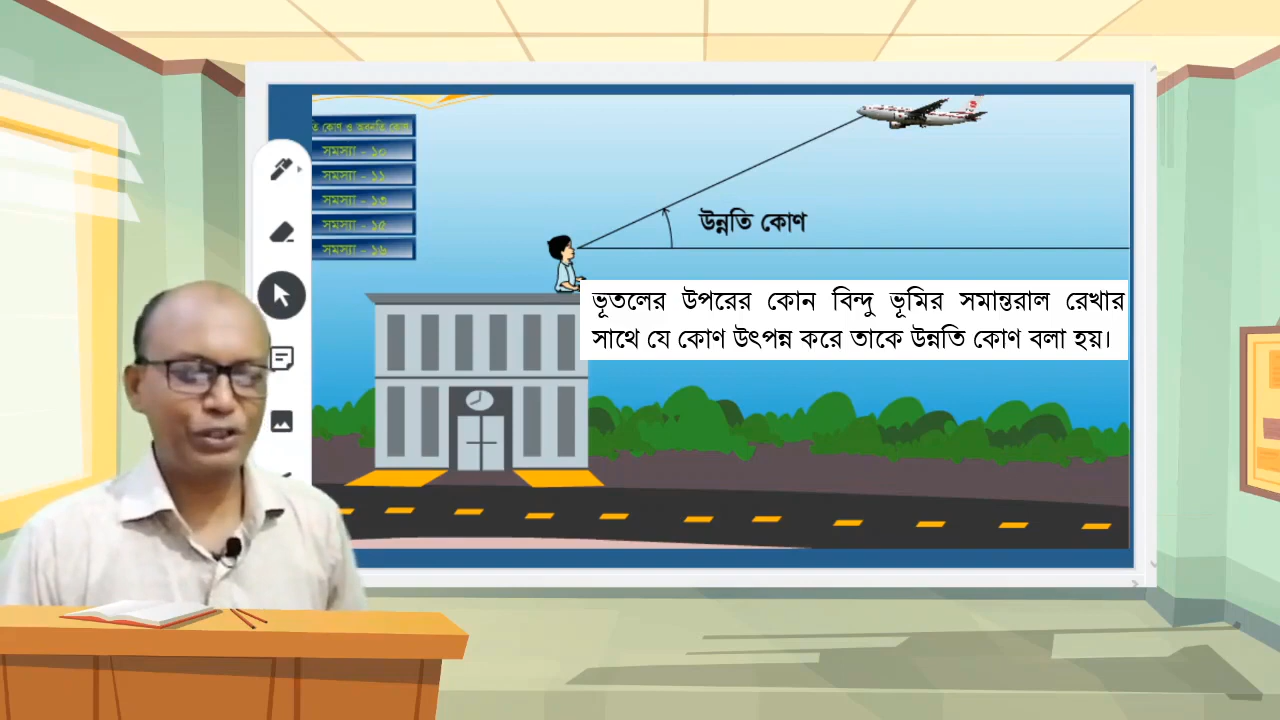 কোণ ও অবনতি কোণ
সমস্যা - ১০
সমস্যা - ১১
সমস্যা - ১৩
সমস্যা - ১৫
সমস্যা - ১৬
উন্নতি কোণ
ভূতলের উপরের কোন বিন্দু ভূমির সমান্তরাল রেখার
সাথে যে কোণ উৎপন্ন করে তাকে উন্নতি কোণ বলা হয়।